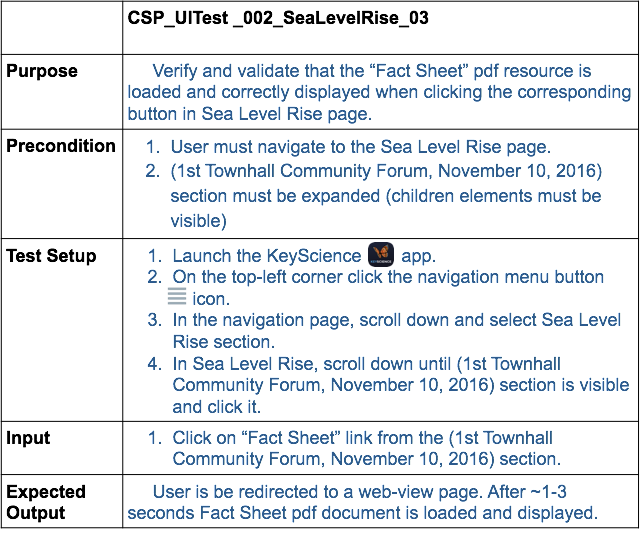 CSP_UITest _002_SeaLevelRise_03
Purpose
Verify and validate that the “Fact Sheet” pdf resource is
loaded and correctly displayed when clicking the corresponding
button in Sea Level Rise page.
Precondition
1. User must navigate to the Sea Level Rise page.
2. (1st Townhall Community Forum, November 10, 2016)
section must be expanded (children elements must be
visible)
Test Setup
1. Launch the KeyScience app.
2. On the top-left corner click the navigation menu button
icon.
3. In the navigation page, scroll down and select Sea Level
Rise section.
4. In Sea Level Rise, scroll down until (1st Townhall
Community Forum, November 10, 2016) section is visible
and click it.
Input
1. Click on “Fact Sheet” link from the (1st Townhall
Community Forum, November 10, 2016) section.
Expected
Output
User is be redirected to a web-view page. After ~1-3
seconds Fact Sheet pdf document is loaded and displayed.